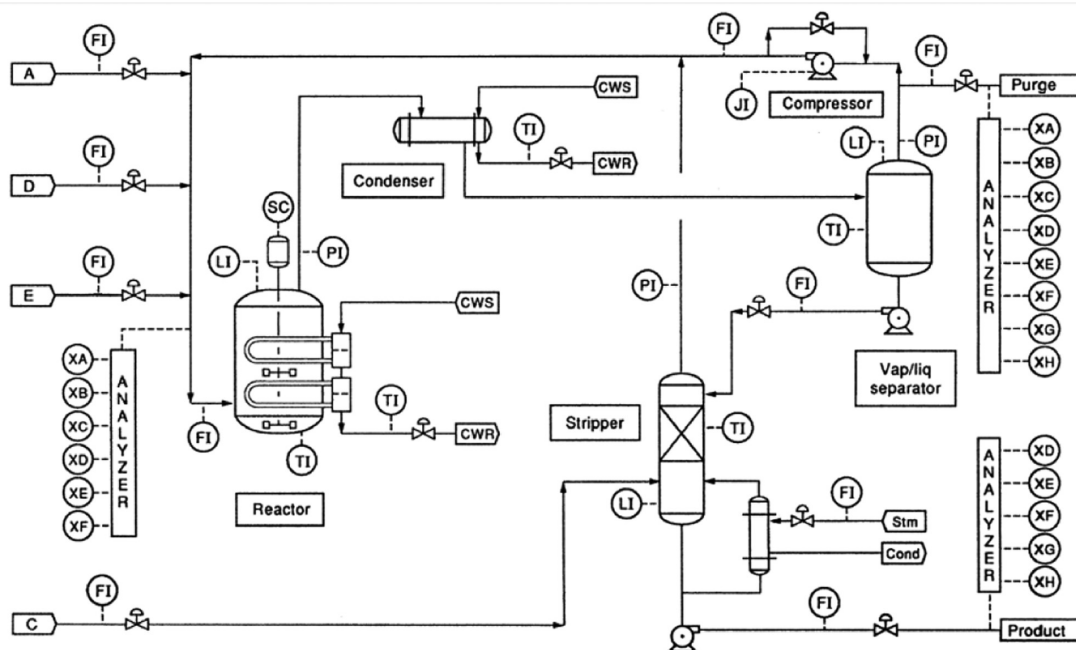 FI
A
FI
D
FI
E
FI
JI
Compressor
FI
Purge
CWS
TI
CWR
Condenser
LI
PI
TI
ANALYZER
XA
XB
XC
XD
XE
XF
XG
XH
SC
LI
PI
CWS
TI
CWR
FI
TI
Reactor
ANALYZER
XA
XB
XC
XD
XE
XF
PI
FI
Vap/liq
separator
Stripper
TI
LI
FI
Stm
Cond
ANALYZER
XD
XE
XF
XG
XH
FI
C
FI
Product